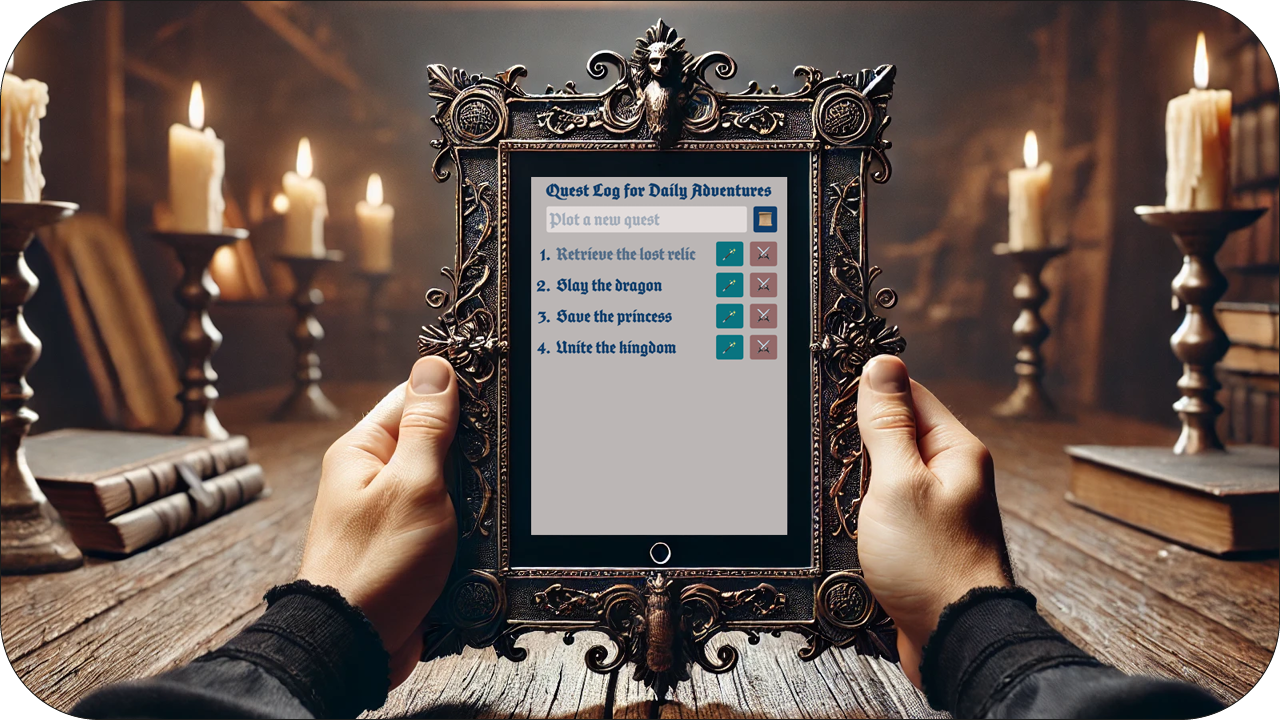 Quest Log for Daily Adventures
Plot a new quest
1. Retrieve the lost relic
2. Slay the dragon
3. Save the princess
4. Unite the kingdom